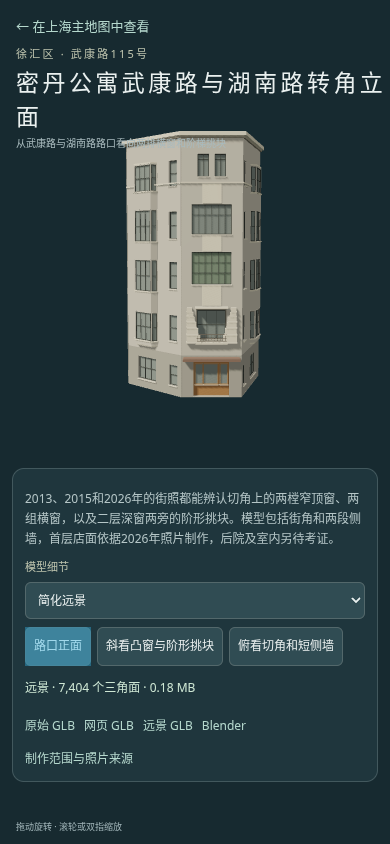 ← 在上海主地图中查看
徐汇区 · 武康路115号
密丹公寓武康路与湖南路转角立
面
从武康路与湖南路路口看
2013、2015和2026年的街照都能辨认切角上的两樘窄顶窗、两
组横窗，以及二层深窗两旁的阶形挑块。模型包括街角和两段侧
墙，首层店面依据2026年照片制作，后院及室内另待考证。
模型细节
简化远景
路口正面 斜看凸窗与阶形挑块 俯看切角和短侧墙
远景 · 7,404 个三角面 · 0.18 MB
原始 GLB 网页 GLB 远景 GLB Blender
制作范围与照片来源
拖动旋转 · 滚轮或双指缩放